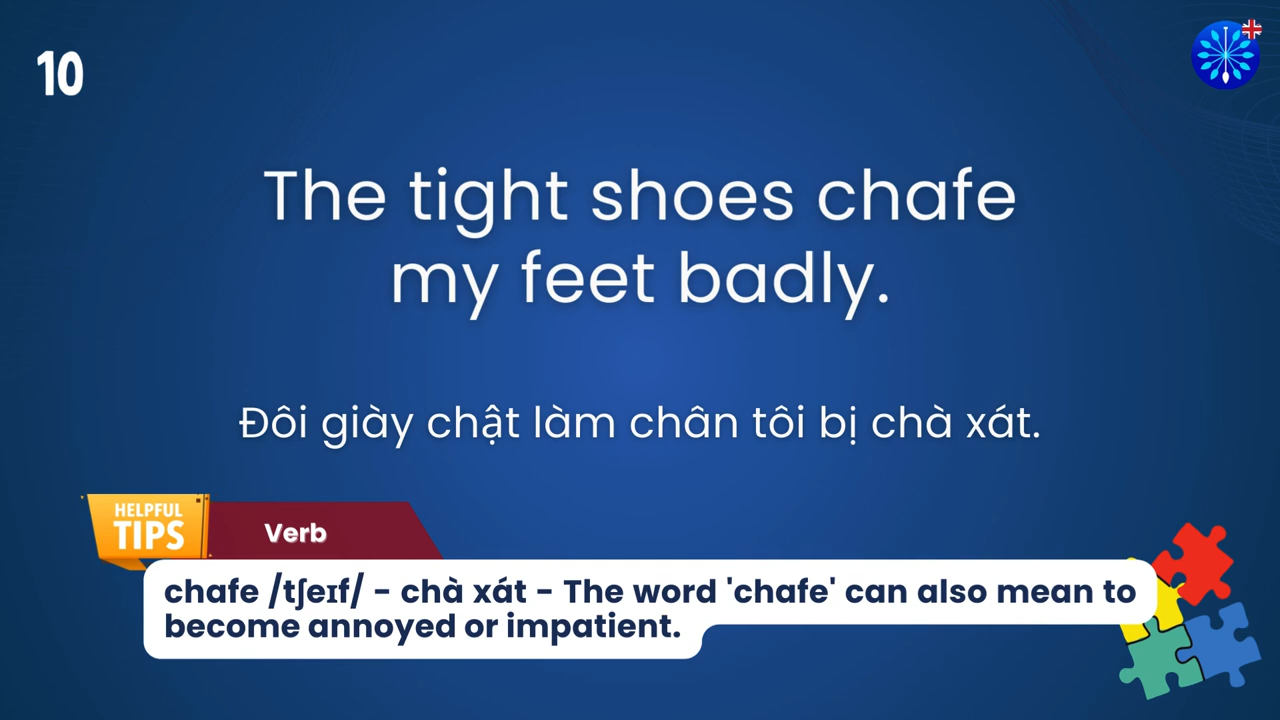 10
The tight shoes chafe
my feet badly.
Đôi giày chật làm chân tôi bị chà xát.
HELPFUL
TIPS
Verb
chafe /tʃeɪf/ - chà xát - The word 'chafe' can also mean to
become annoyed or impatient.